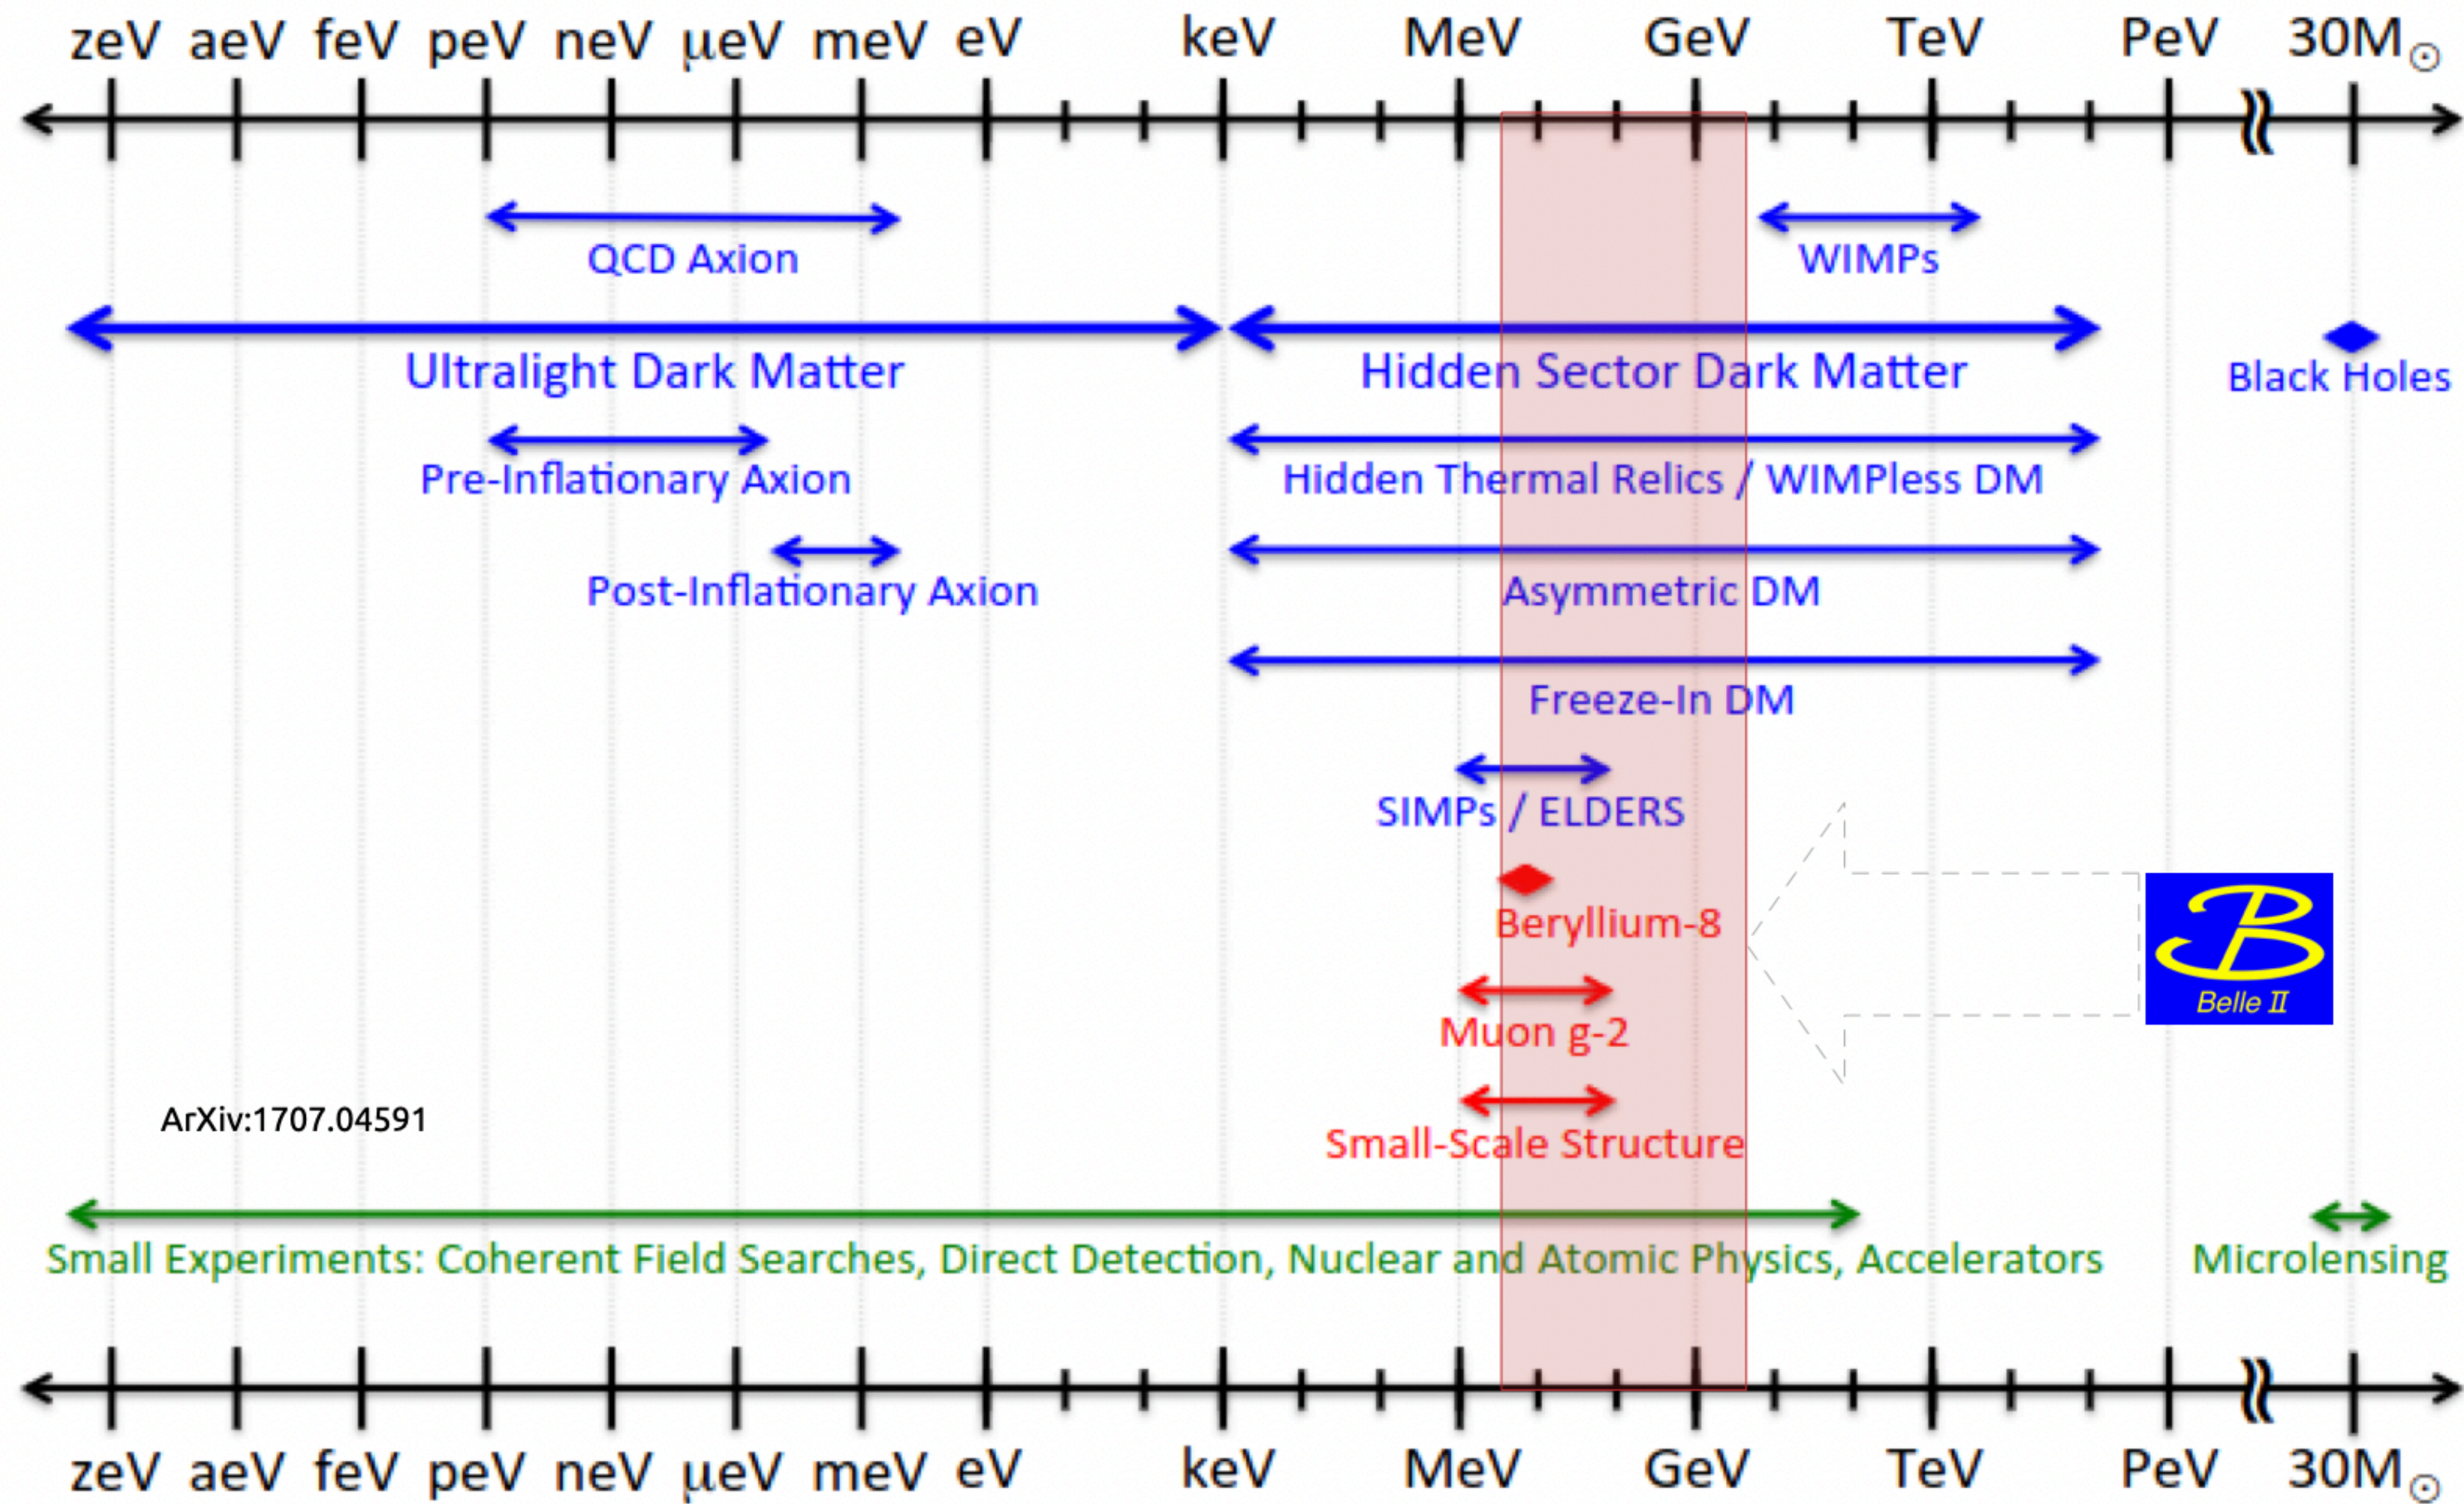 zeV aeV feV peV neV μeV meV eV keV MeV GeV TeV PeV 30M☉
QCD Axion
WIMPs
Ultralight Dark Matter
Hidden Sector Dark Matter
Black Holes
Pre-Inflationary Axion
Hidden Thermal Relics / WIMPless DM
Post-Inflationary Axion
Asymmetric DM
Freeze-In DM
SIMPs / ELDERS
Beryllium-8
B
Belle II
Muon g-2
ArXiv:1707.04591
Small-Scale Structure
Small Experiments: Coherent Field Searches, Direct Detection, Nuclear and Atomic Physics, Accelerators
Microlensing
zeV aeV feV peV neV μeV meV eV keV MeV GeV TeV PeV 30M☉